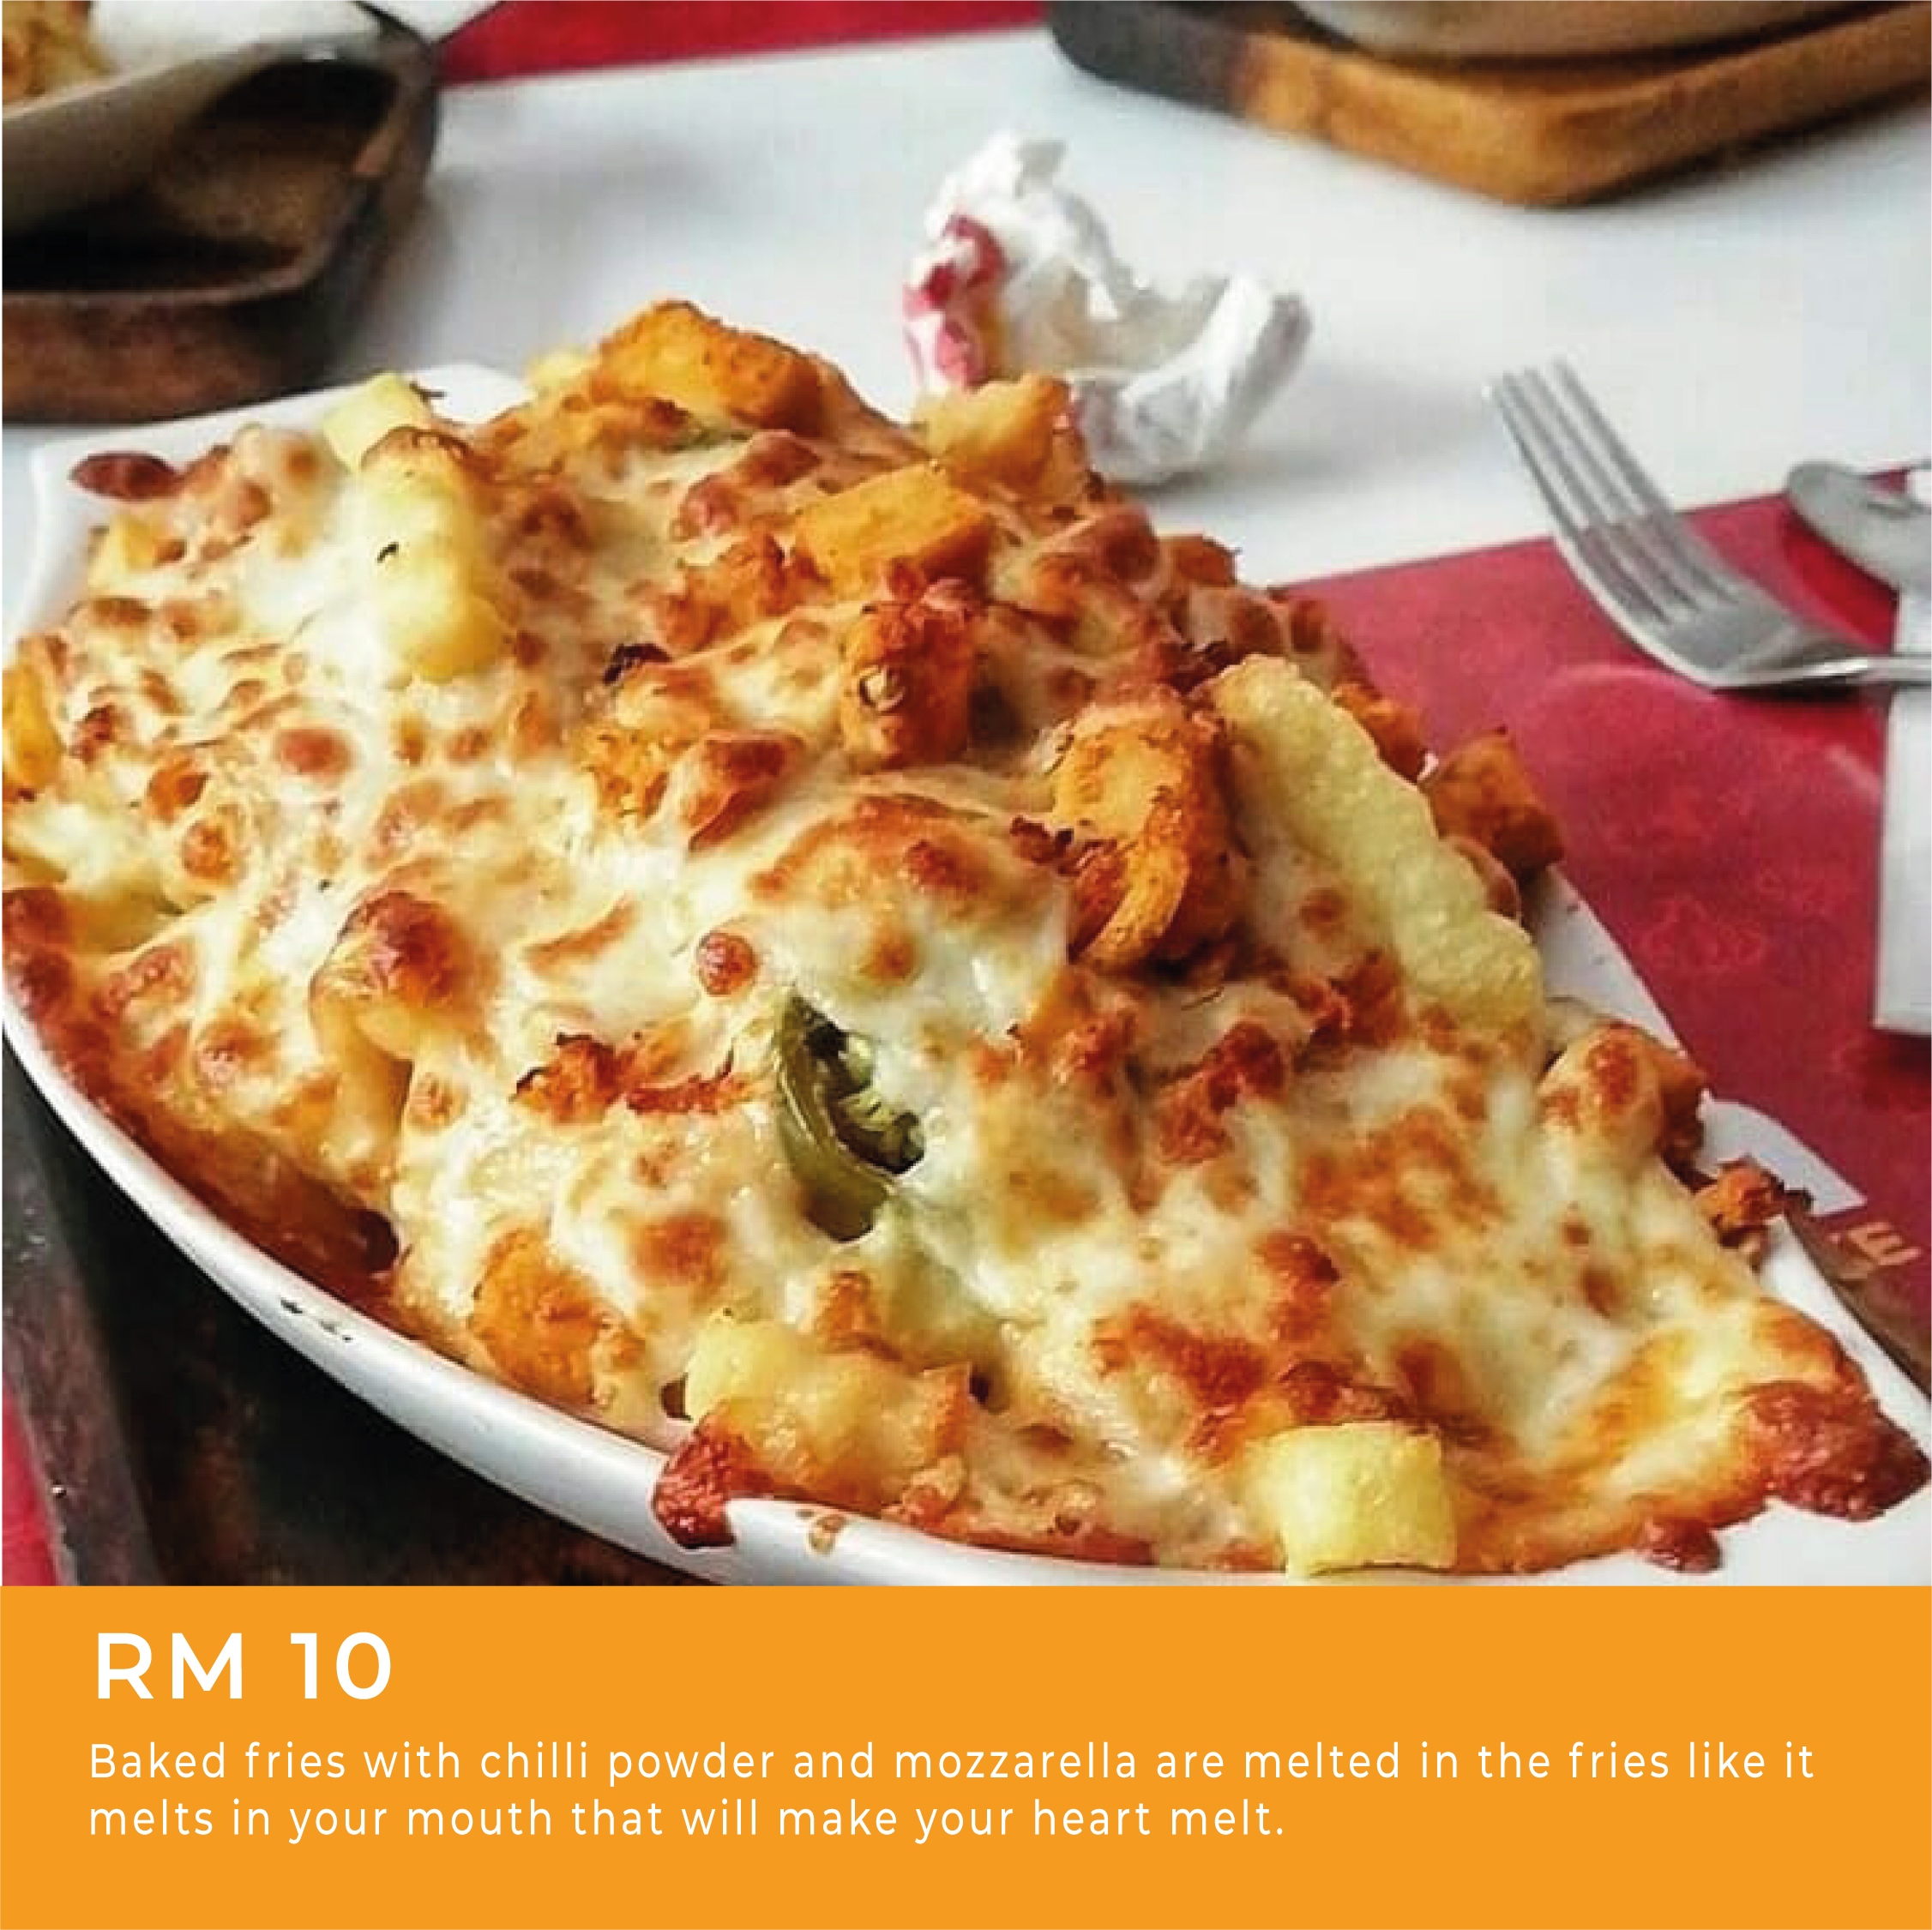 RM 10
Baked fries with chilli powder and mozzarella are melted in the fries like it
melts in your mouth that will make your heart melt.